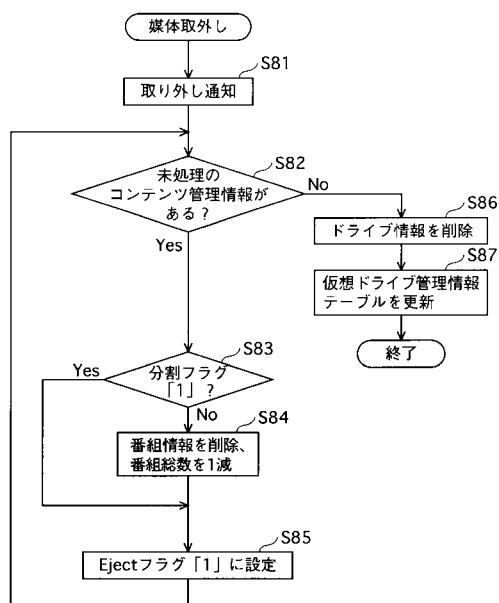 媒体取外し
S81
取り外し通知
S82
未処理の
コンテンツ管理情報が
ある？
No
Yes
S86
ドライブ情報を削除
S87
仮想ドライブ管理情報
テーブルを更新
終了
S83
Yes
分割フラグ
「1」？
No
S84
番組情報を削除、
番組総数を1減
S85
Ejectフラグ「1」に設定